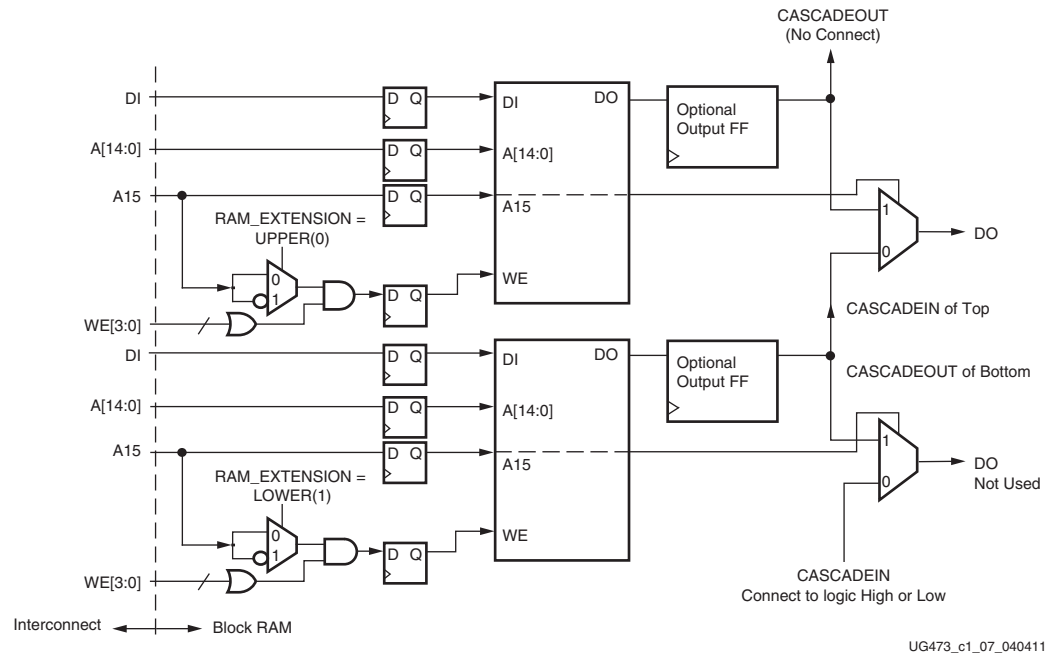 CASCADEOUT
(No Connect)
DI
D Q
DI
DO
Optional
Output FF
A[14:0]
D Q
A[14:0]
A15
D Q
A15
1
0
DO
RAM_EXTENSION =
UPPER(0)
0
1
D Q
WE
WE[3:0]
CASCADEIN of Top
DI
D Q
DI
DO
Optional
Output FF
CASCADEOUT of Bottom
A[14:0]
D Q
A[14:0]
A15
D Q
A15
1
0
DO
Not Used
RAM_EXTENSION =
LOWER(1)
0
1
D Q
WE
WE[3:0]
CASCADEIN
Connect to logic High or Low
Interconnect
Block RAM
UG473_c1_07_040411